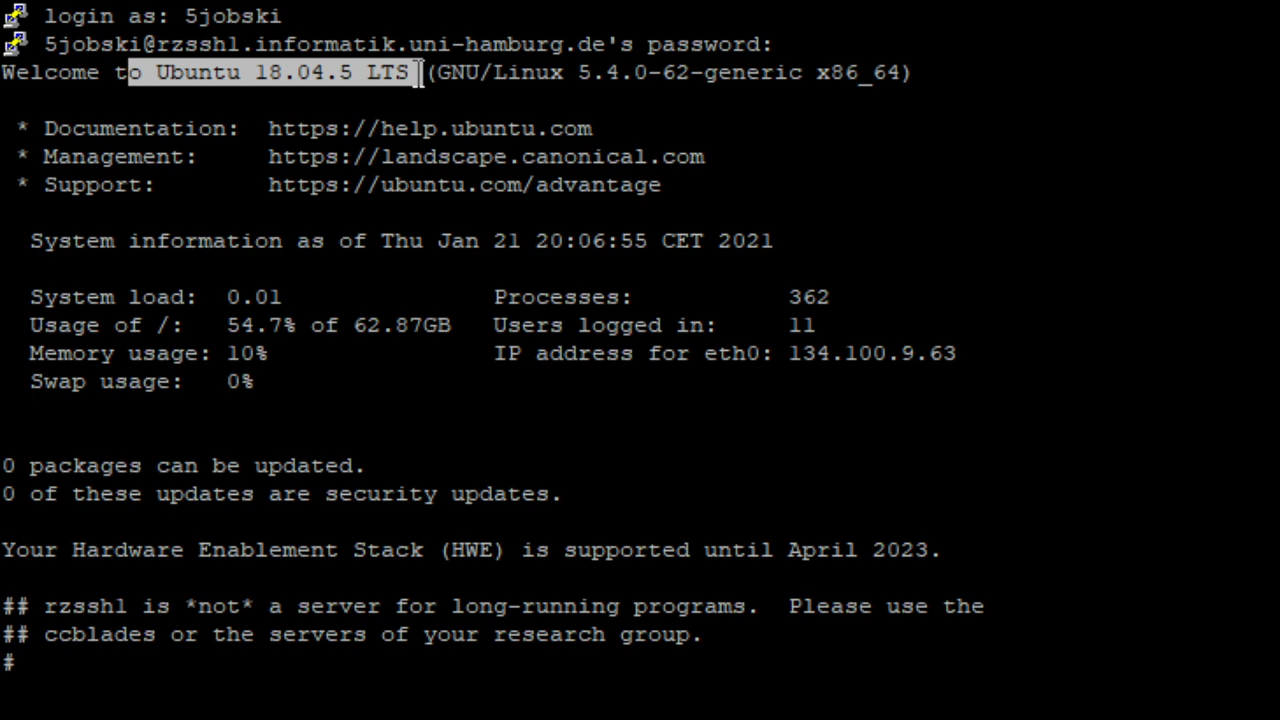 login as: 5jobski
5jobski@rzssh1.informatik.uni-hamburg.de's password:
Welcome to Ubuntu 18.04.5 LTS (GNU/Linux 5.4.0-62-generic x86_64)
* Documentation: https://help.ubuntu.com
* Management: https://landscape.canonical.com
* Support: https://ubuntu.com/advantage
System information as of Thu Jan 21 20:06:55 CET 2021
System load: 0.01 Processes: 362
Usage of /: 54.7% of 62.87GB Users logged in: 11
Memory usage: 10% IP address for eth0: 134.100.9.63
Swap usage: 0%
0 packages can be updated.
0 of these updates are security updates.
Your Hardware Enablement Stack (HWE) is supported until April 2023.
## rzssh1 is *not* a server for long-running programs. Please use the
## ccblades or the servers of your research group.
#